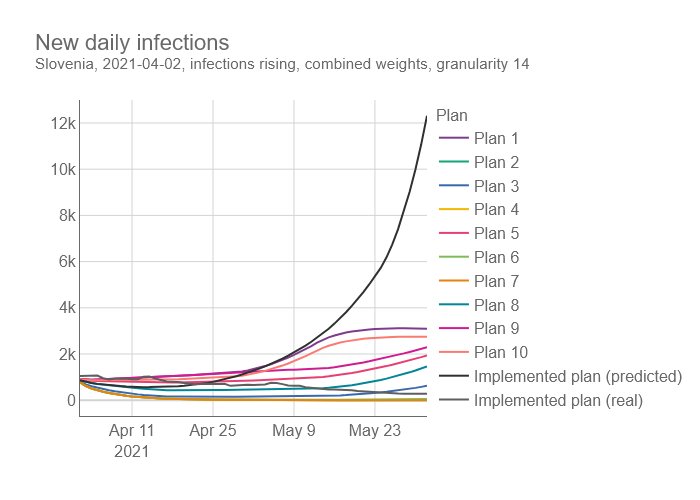 New daily infections
Slovenia, 2021-04-02, infections rising, combined weights, granularity 14
12k
10k
8k
6k
4k
2k
0
Apr 11
2021
Apr 25
May 9
May 23
Plan
Plan 1
Plan 2
Plan 3
Plan 4
Plan 5
Plan 6
Plan 7
Plan 8
Plan 9
Plan 10
Implemented plan (predicted)
Implemented plan (real)